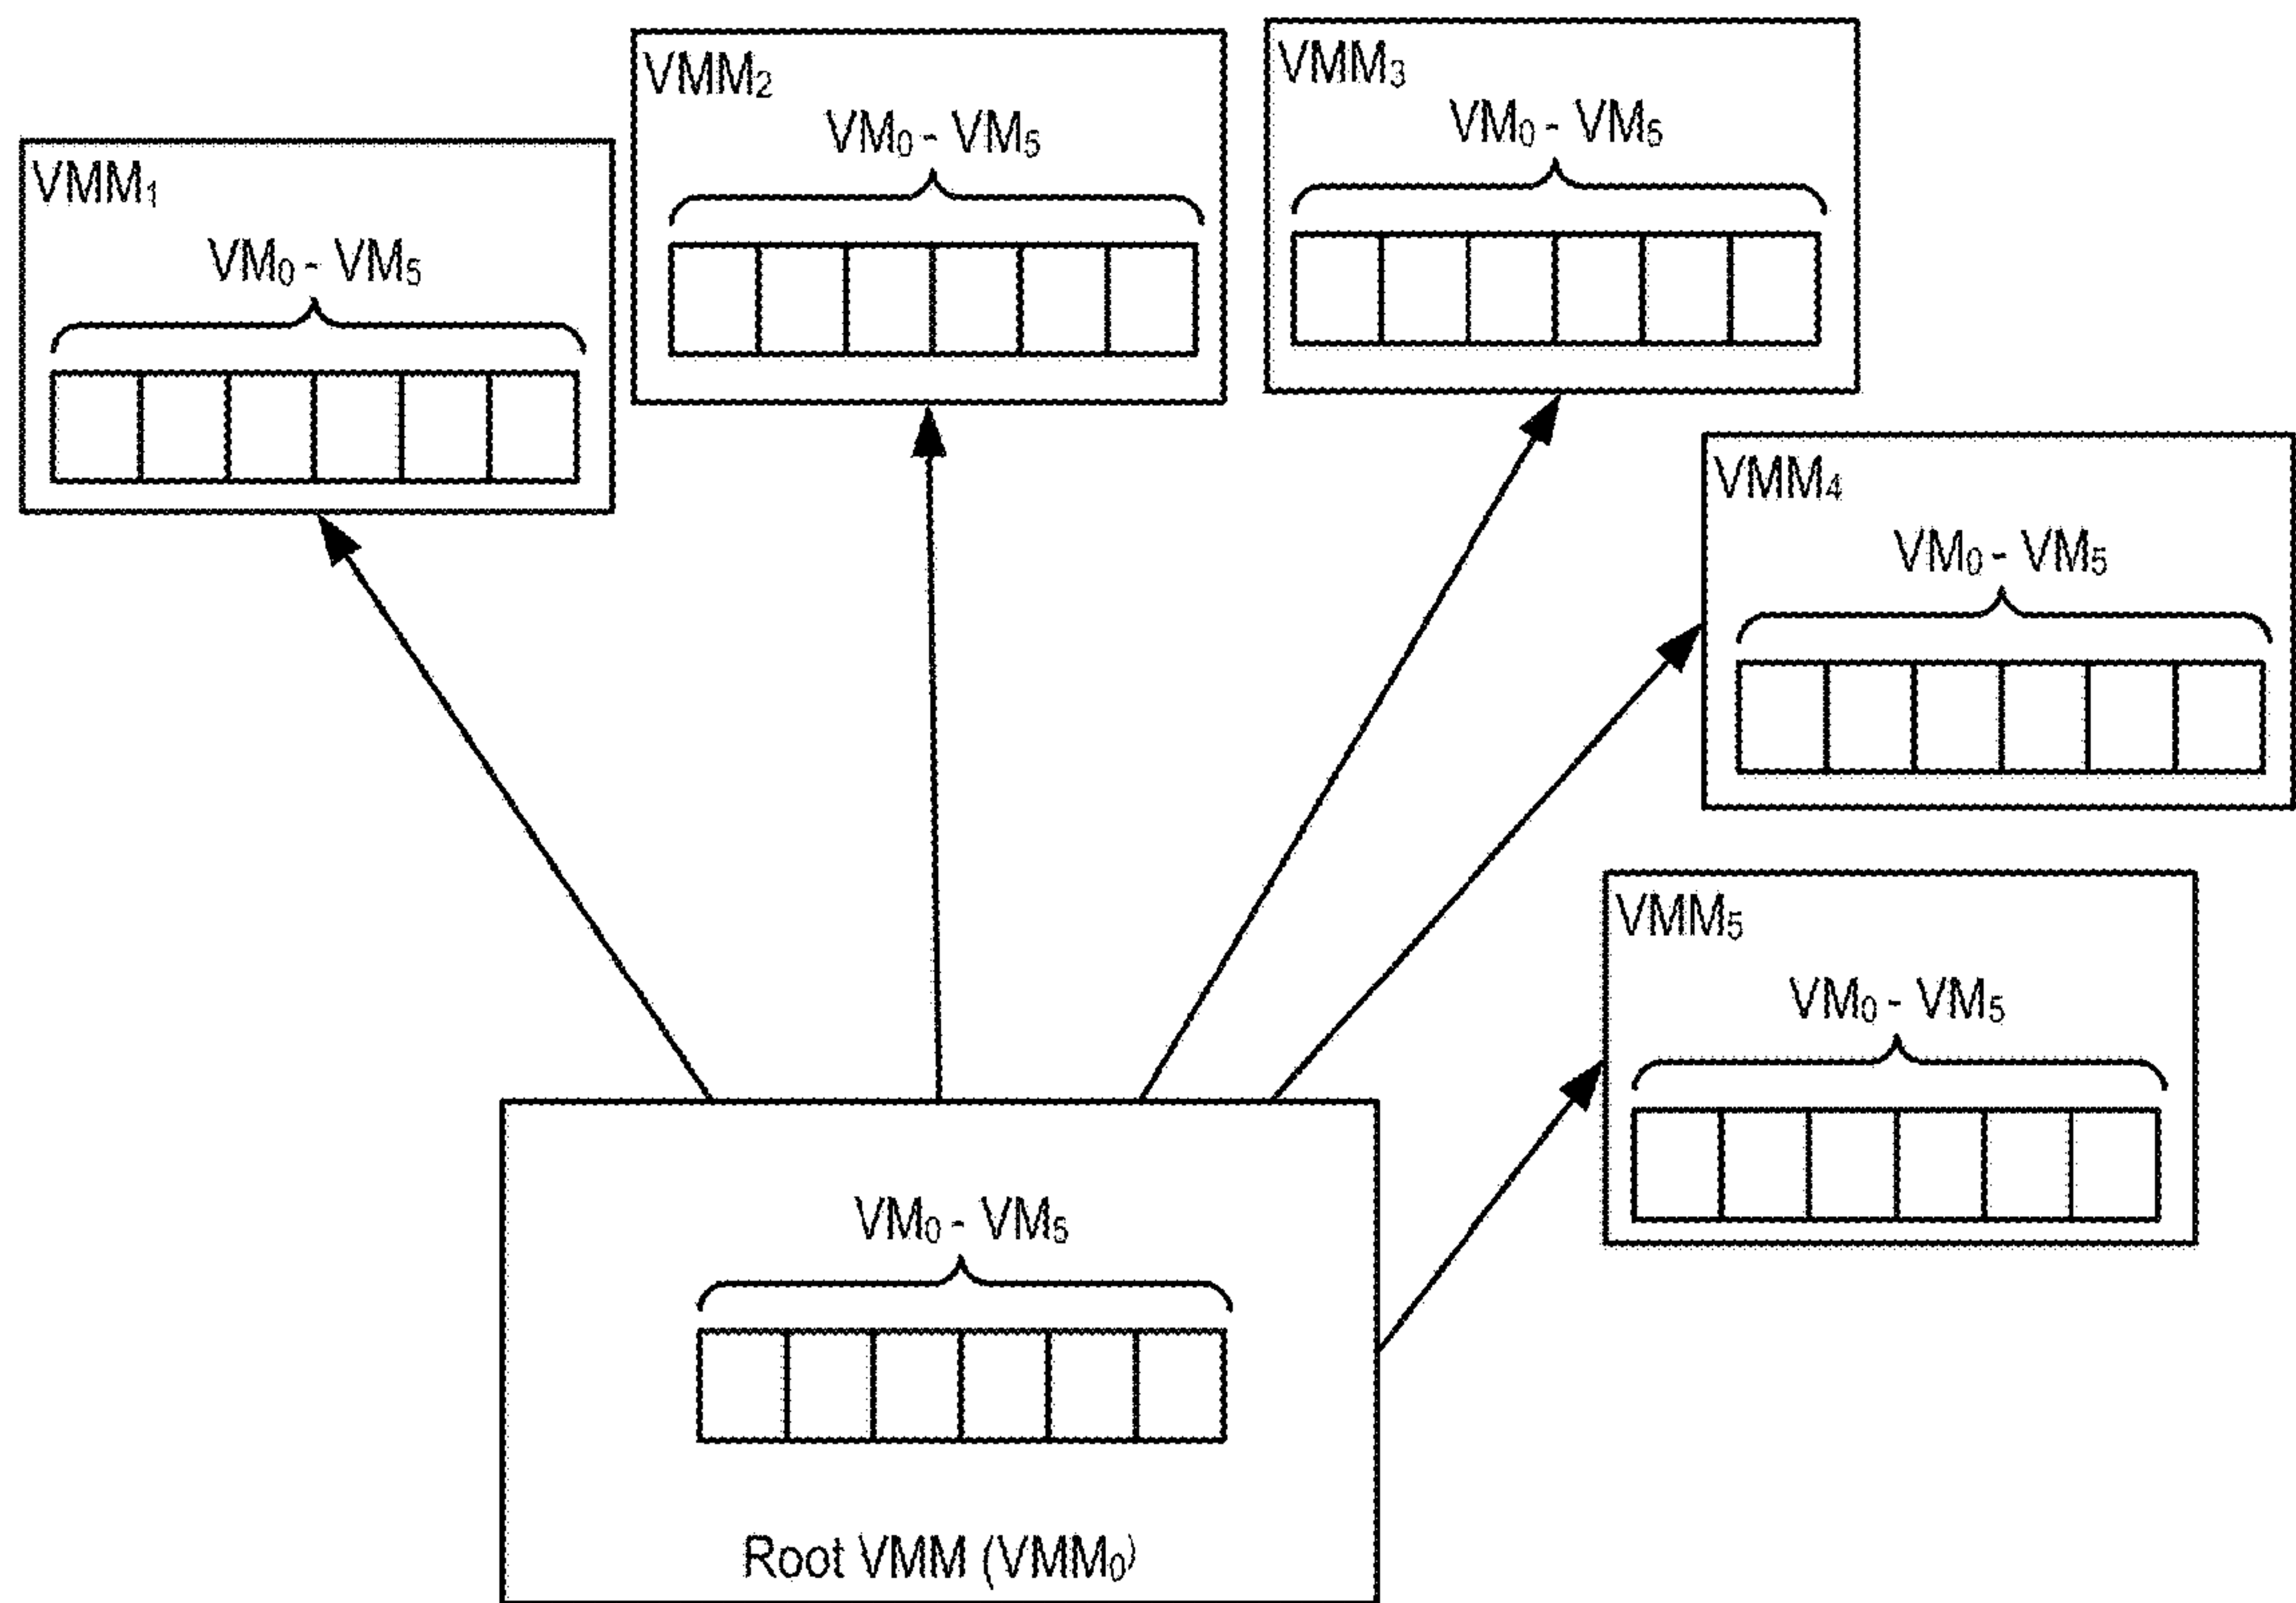 VMM₁
VM₀ - VM₅
VMM₂
VM₀ - VM₅
VMM₃
VM₀ - VM₅
VMM₄
VM₀ - VM₅
VMM₅
VM₀ - VM₅
VM₀ - VM₅
Root VMM (VMM₀)